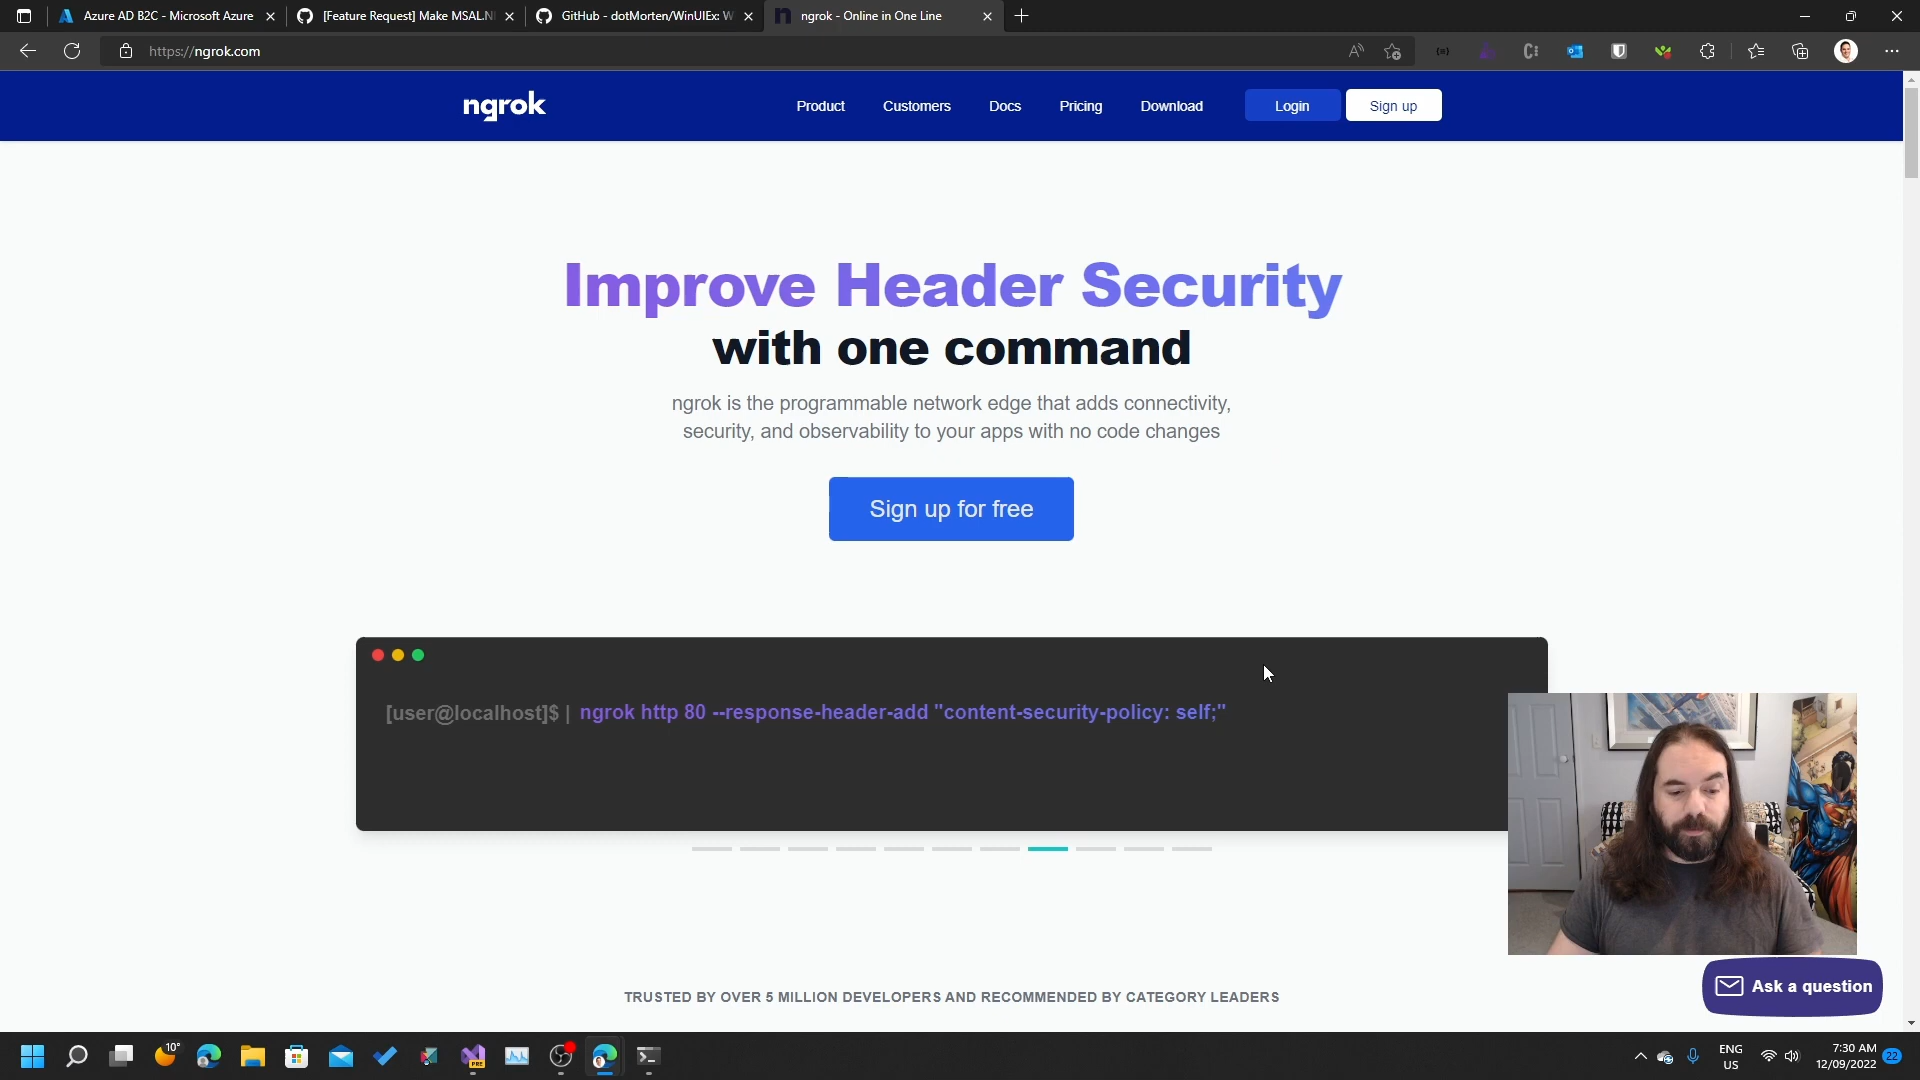 Azure AD B2C - Microsoft Azure
[Feature Request] Make MSAL.N
GitHub - dotMorten/WinUIEx: W
ngrok - Online in One Line
https://ngrok.com
ngrok
Product
Customers
Docs
Pricing
Download
Login
Sign up
Improve Header Security
with one command
ngrok is the programmable network edge that adds connectivity,
security, and observability to your apps with no code changes
Sign up for free
[user@localhost]$ | ngrok http 80 --response-header-add "content-security-policy: self;"
TRUSTED BY OVER 5 MILLION DEVELOPERS AND RECOMMENDED BY CATEGORY LEADERS
Ask a question
10°
PRE
ENG
US
7:30 AM
12/09/2022
22